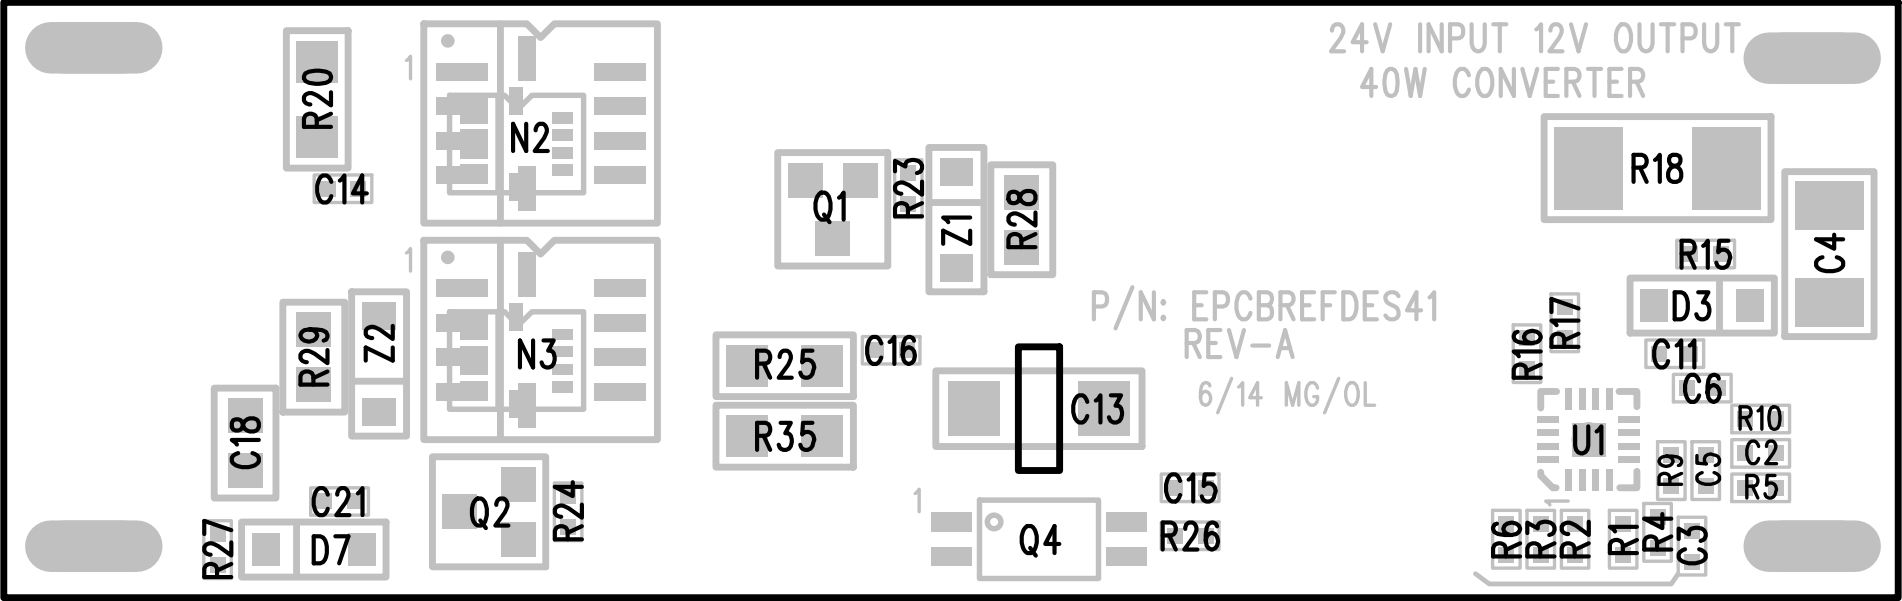 24V INPUT 12V OUTPUT
40W CONVERTER
R20
1
N2
C14
Q1
R23
Z1
R28
R18
C4
R15
D3
1
N3
R29
Z2
P/N: EPCBREFDES41
REV-A
6/14 MG/OL
R17
R16
C11
C6
R25
C16
R35
C13
R10
U1
C2
R9
C5
R5
C18
C21
Q2
R24
R27
D7
1
Q4
C15
R26
1
R6
R3
R2
R1
R4
C3